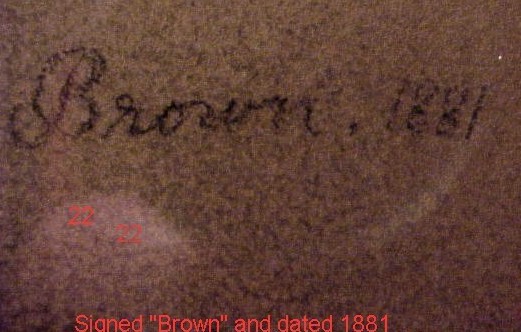 Brown. 1881
22
22
Signed "Brown" and dated 1881